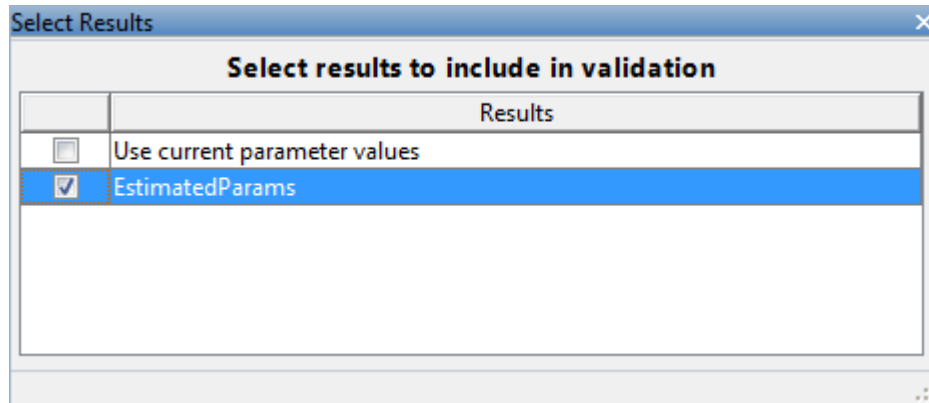 Select Results
Select results to include in validation
Results
Use current parameter values
EstimatedParams